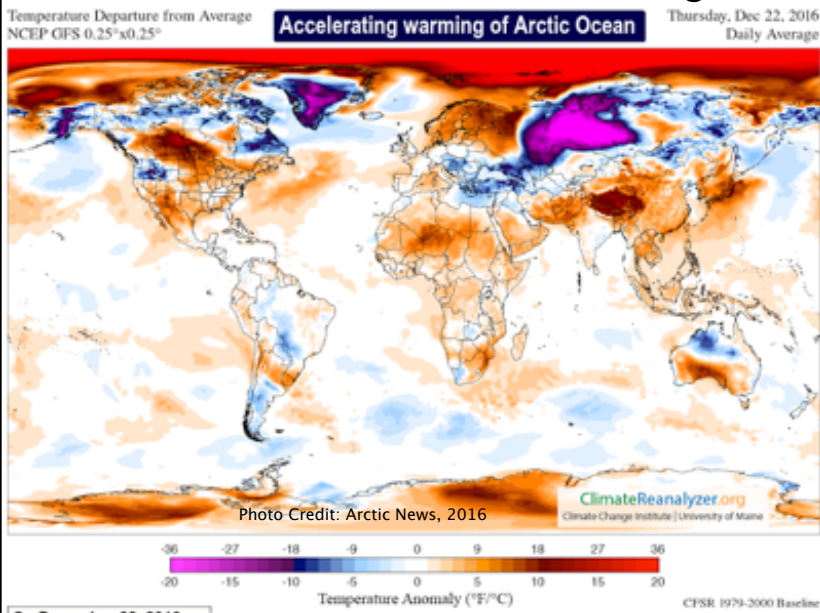 Temperature Departure from Average
NCEP GFS 0.25°x0.25°
Accelerating warming of Arctic Ocean
Thursday, Dec 22, 2016
Daily Average
ClimateReanalyzer.org
Climate Change Institute | University of Maine
Photo Credit: Arctic News, 2016
-36 -27 -18 -9 0 9 18 27 36
-20 -15 -10 -5 0 5 10 15 20
Temperature Anomaly (°F/°C)
CFSR 1979-2000 Baseline